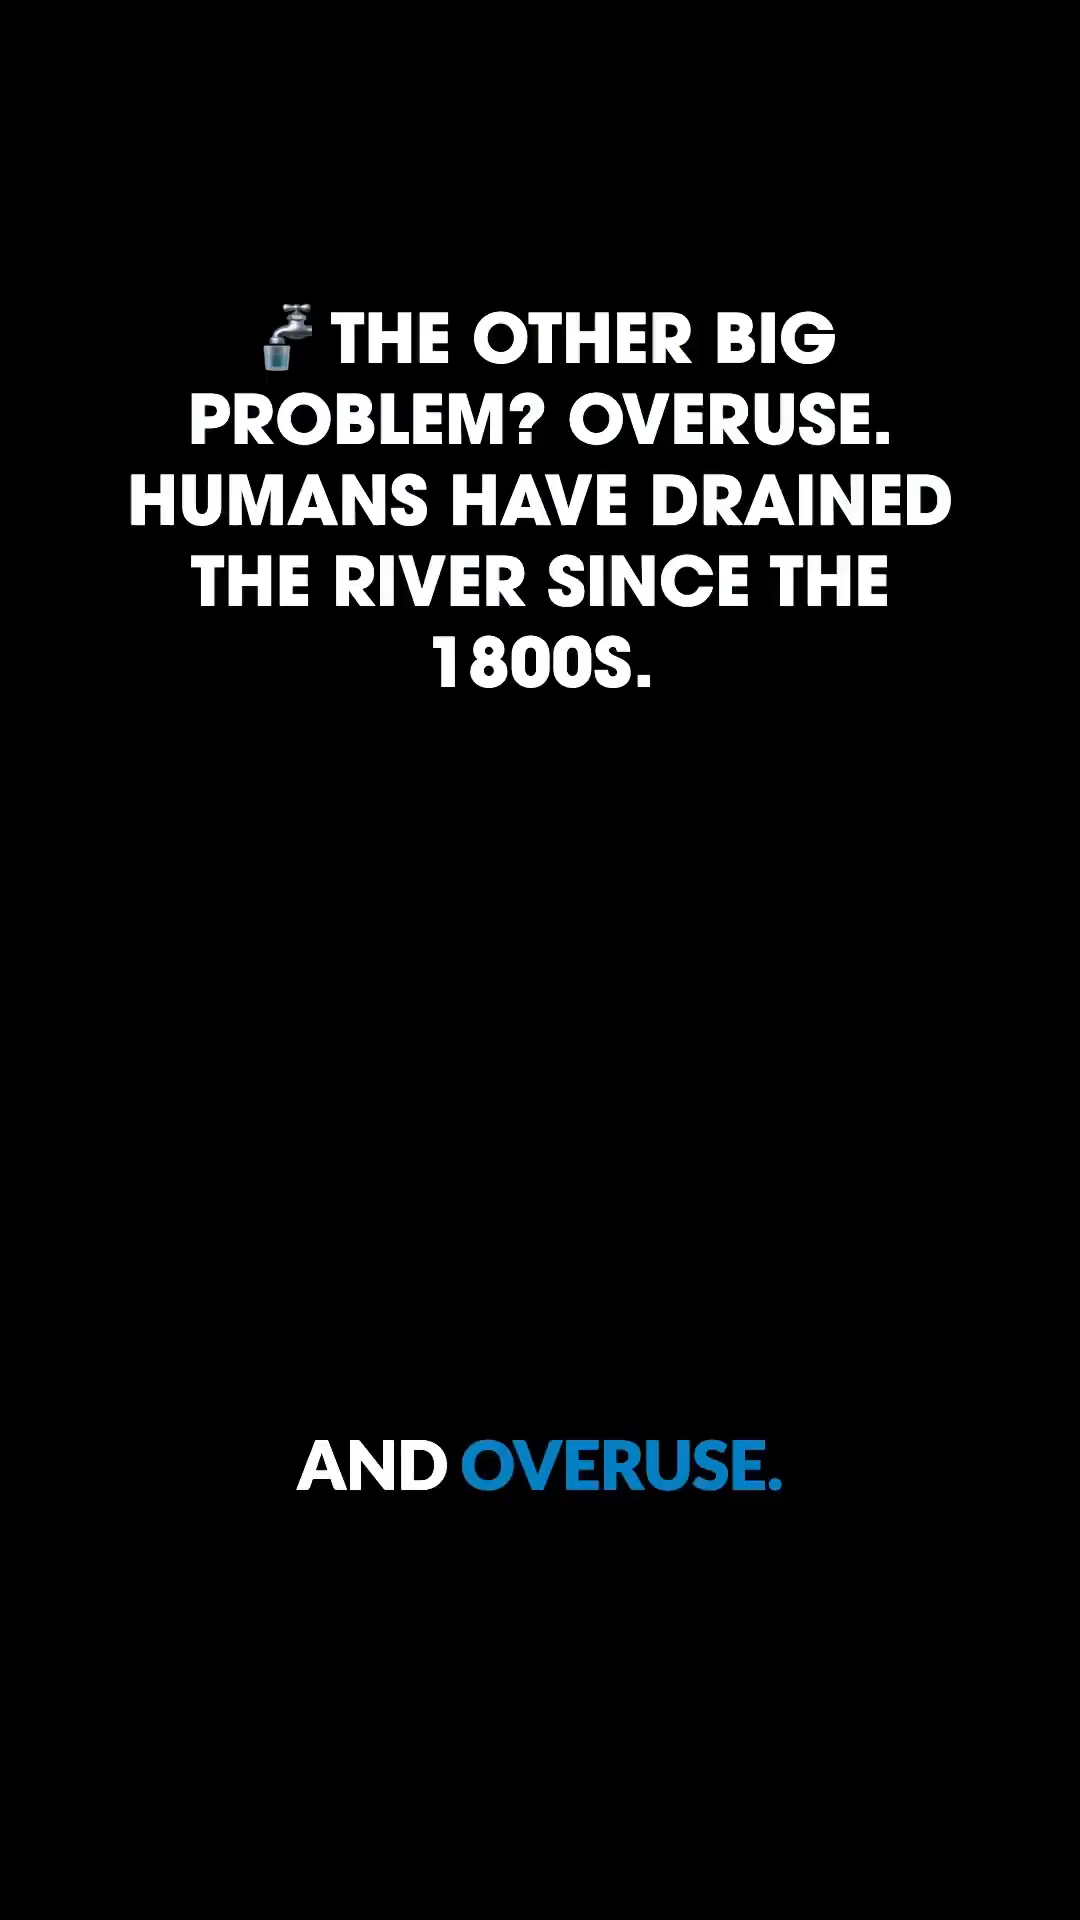 🚰 THE OTHER BIG
PROBLEM? OVERUSE.
HUMANS HAVE DRAINED
THE RIVER SINCE THE
1800S.
AND OVERUSE.